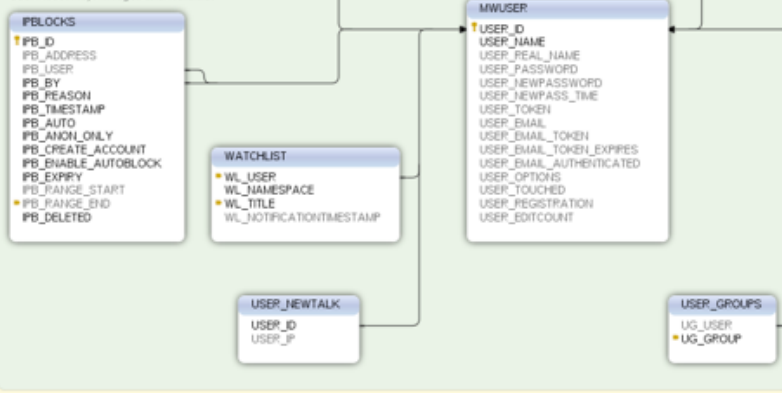 IPBLOCKS
IPB_ID
IPB_ADDRESS
IPB_USER
IPB_BY
IPB_REASON
IPB_TIMESTAMP
IPB_AUTO
IPB_ANON_ONLY
IPB_CREATE_ACCOUNT
IPB_ENABLE_AUTOBLOCK
IPB_EXPIRY
IPB_RANGE_START
IPB_RANGE_END
IPB_DELETED
WATCHLIST
WL_USER
WL_NAMESPACE
WL_TITLE
WL_NOTIFICATIONTIMESTAMP
USER_NEWTALK
USER_ID
USER_IP
MWUSER
USER_ID
USER_NAME
USER_REAL_NAME
USER_PASSWORD
USER_NEWPASSWORD
USER_NEWPASS_TIME
USER_TOKEN
USER_EMAIL
USER_EMAIL_TOKEN
USER_EMAIL_TOKEN_EXPIRES
USER_EMAIL_AUTHENTICATED
USER_OPTIONS
USER_TOUCHED
USER_REGISTRATION
USER_EDITCOUNT
USER_GROUPS
UG_USER
UG_GROUP